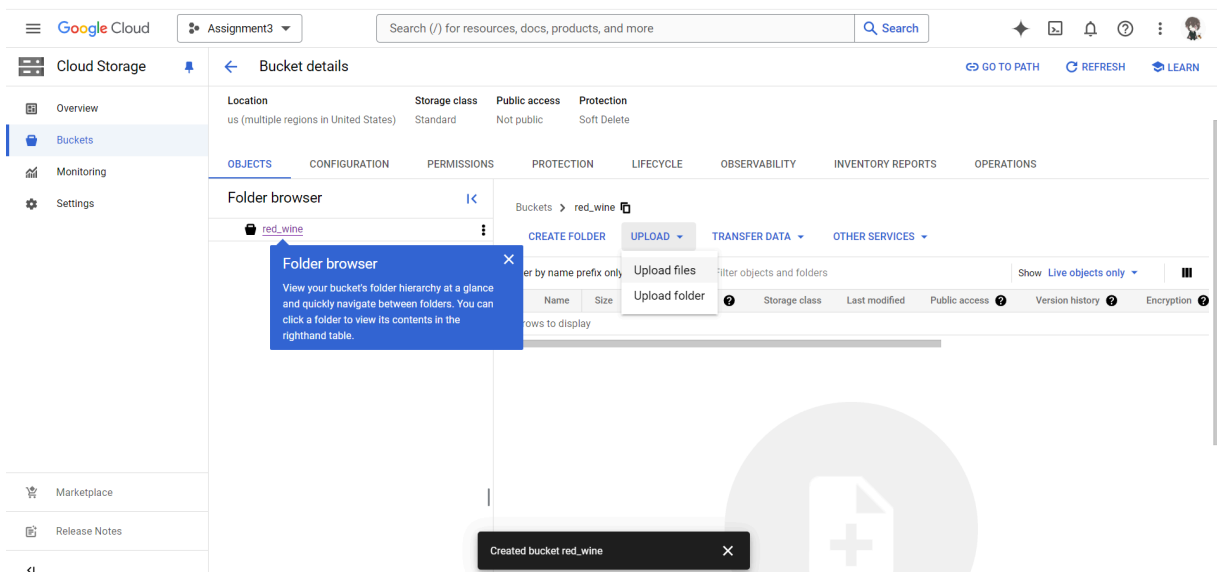 Google Cloud
Assignment3
Search (/) for resources, docs, products, and more
Search
Cloud Storage
Bucket details
GO TO PATH
REFRESH
LEARN
Overview
Buckets
Monitoring
Settings
Marketplace
Release Notes
Location Storage class Public access Protection
us (multiple regions in United States) Standard Not public Soft Delete
OBJECTS CONFIGURATION PERMISSIONS PROTECTION LIFECYCLE OBSERVABILITY INVENTORY REPORTS OPERATIONS
Folder browser
red_wine
Folder browser
View your bucket's folder hierarchy at a glance
and quickly navigate between folders. You can
click a folder to view its contents in the
righthand table.
Buckets > red_wine
CREATE FOLDER UPLOAD TRANSFER DATA OTHER SERVICES
Upload files
Upload folder
er by name prefix only Filter objects and folders Show Live objects only
Name Size Storage class Last modified Public access Version history Encryption
rows to display
Created bucket red_wine